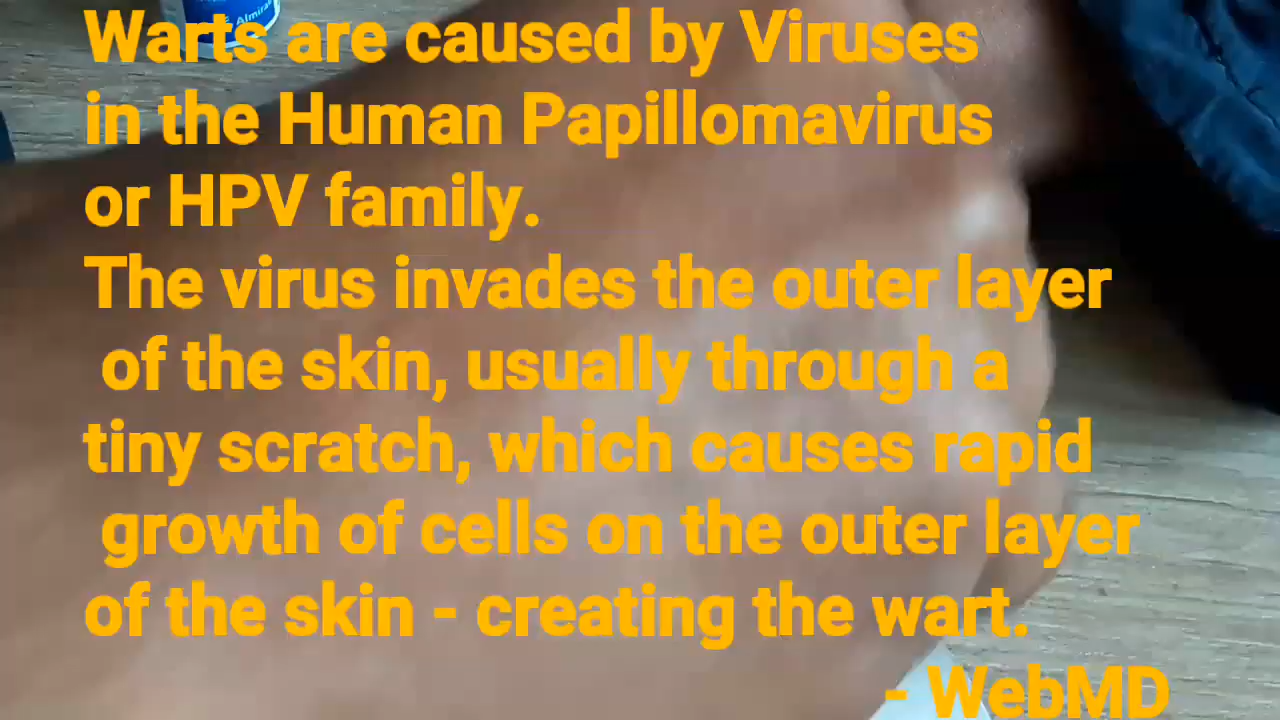 Almirall
Warts are caused by Viruses
in the Human Papillomavirus
or HPV family.
The virus invades the outer layer
of the skin, usually through a
tiny scratch, which causes rapid
growth of cells on the outer layer
of the skin - creating the wart.
- WebMD